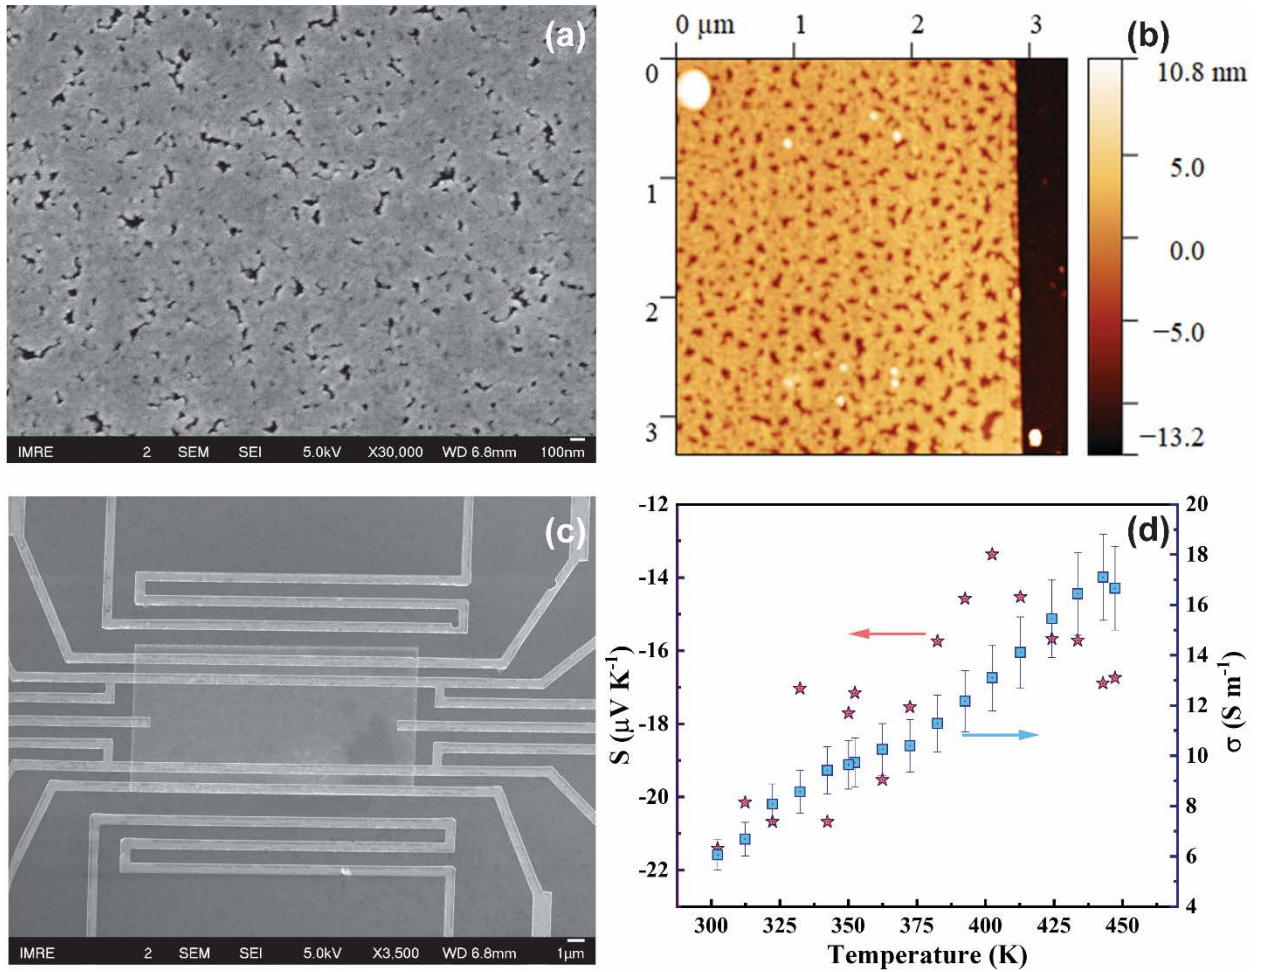 (a)
IMRE 2 SEM SEI 5.0kV X30,000 WD 6.8mm 100nm
0 μm 1 2 3
(b)
0
1
2
3
10.8 nm
5.0
0.0
−5.0
−13.2
(c)
IMRE 2 SEM SEI 5.0kV X3,500 WD 6.8mm 1μm
(d)
S (μV K⁻¹)
-12
-14
-16
-18
-20
-22
σ (S m⁻¹)
20
18
16
14
12
10
8
6
4
300 325 350 375 400 425 450
Temperature (K)